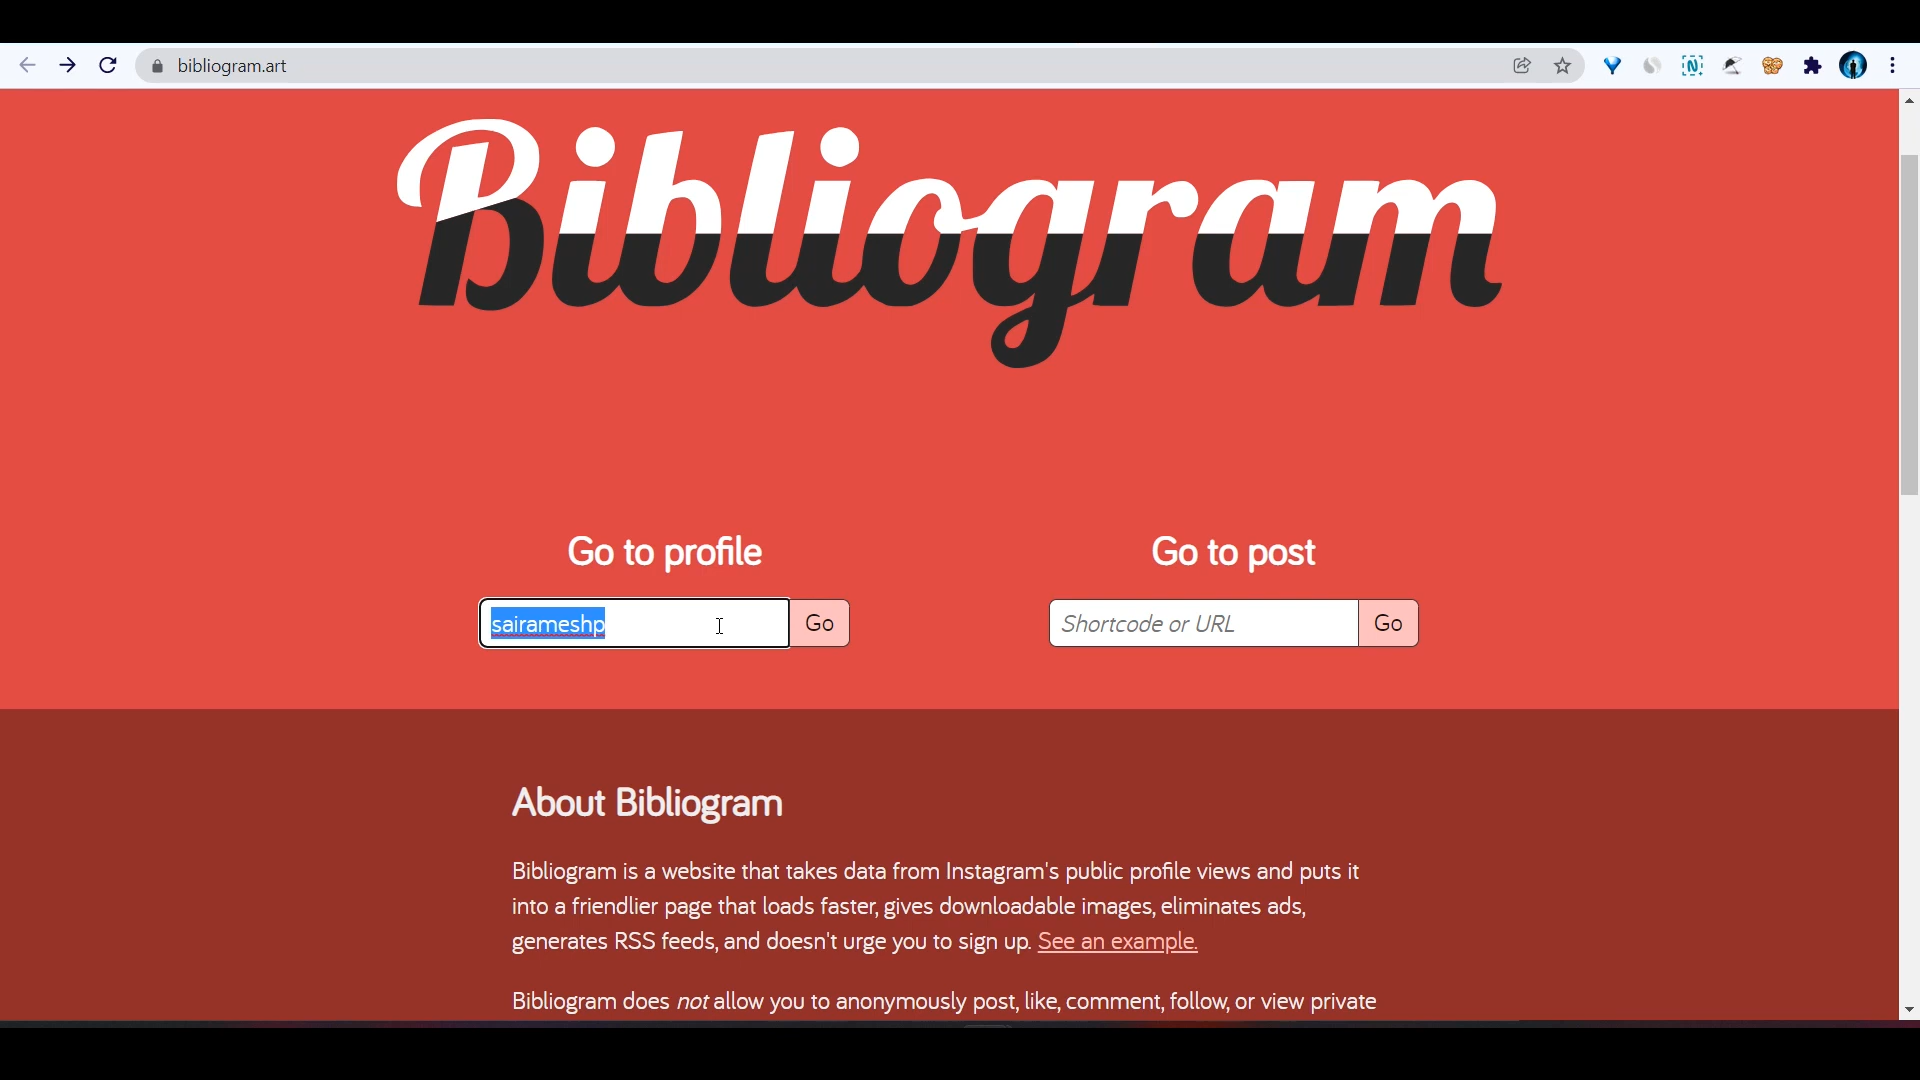 bibliogram.art
Bibliogram
Go to profile
Go to post
sairameshp
Go
Shortcode or URL
Go
About Bibliogram
Bibliogram is a website that takes data from Instagram's public profile views and puts it
into a friendlier page that loads faster, gives downloadable images, eliminates ads,
generates RSS feeds, and doesn't urge you to sign up. See an example.
Bibliogram does not allow you to anonymously post, like, comment, follow, or view private